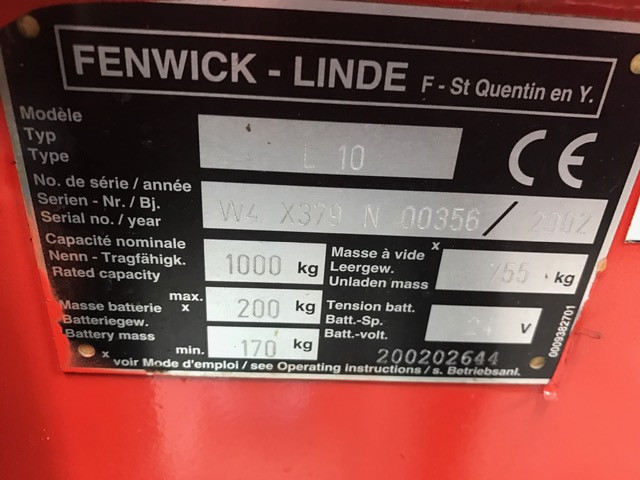 FENWICK - LINDE F - St Quentin en Y.
Modèle
Typ
Type
L 10
CE
No. de série / année
Serien - Nr. / Bj.
Serial no. / year
W4 X379 N 00356 / 2002
Capacité nominale
Nenn - Tragfähigk.
Rated capacity
1000 kg
Masse à vide x
Leergew.
Unladen mass
755 kg
Masse batterie x
Batteriegew.
Battery mass
max. 200 kg
min. 170 kg
Tension batt.
Batt.-Sp.
Batt.-volt.
24 V
200202644
x voir Mode d'emploi / see Operating instructions / s. Betriebsanl.
0009382701